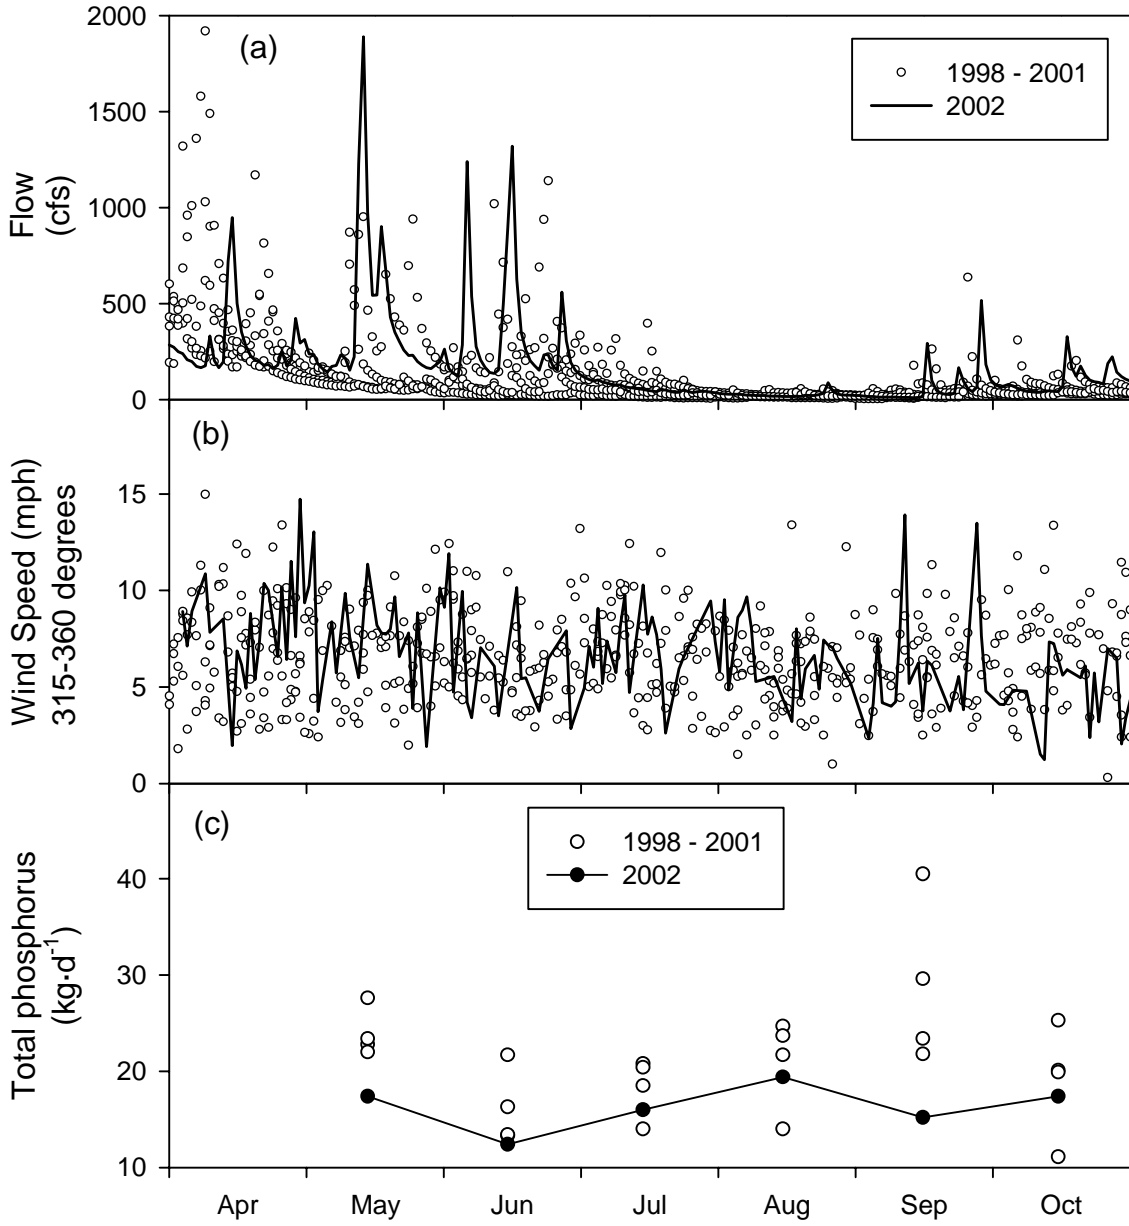 (a)
1998 - 2001
2002
Flow
(cfs)
2000
1500
1000
500
0
(b)
Wind Speed (mph)
315-360 degrees
15
10
5
0
(c)
1998 - 2001
2002
Total phosphorus
(kg·d⁻¹)
40
30
20
10
Apr May Jun Jul Aug Sep Oct